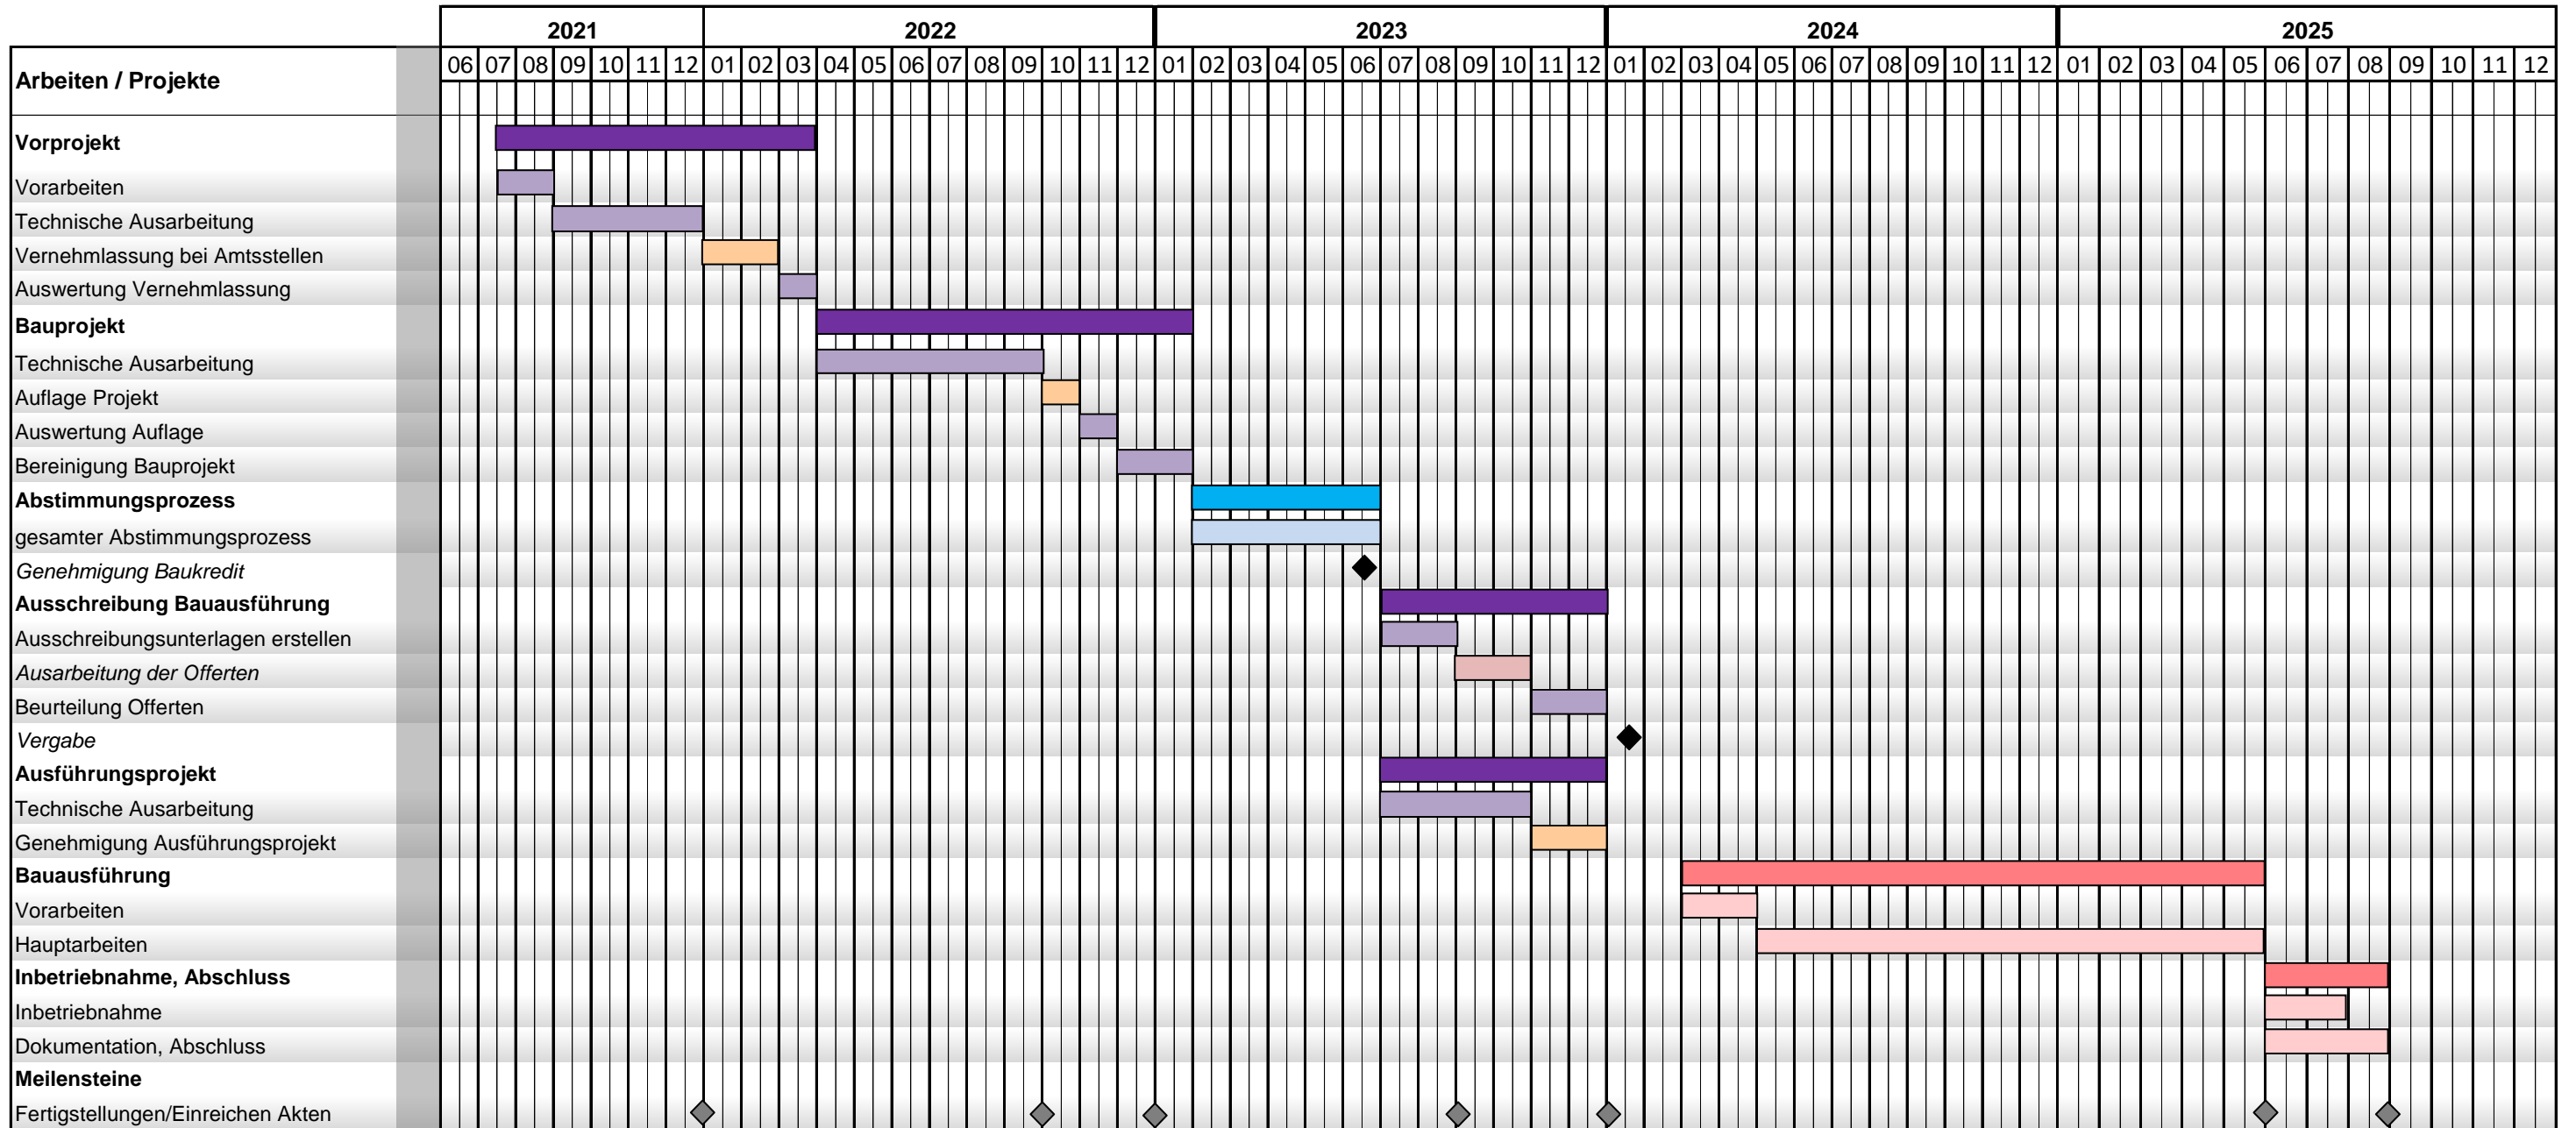 2021 2022 2023 2024 2025
Arbeiten / Projekte
06 07 08 09 10 11 12 01 02 03 04 05 06 07 08 09 10 11 12 01 02 03 04 05 06 07 08 09 10 11 12 01 02 03 04 05 06 07 08 09 10 11 12 01 02 03 04 05 06 07 08 09 10 11 12
Vorprojekt
Vorarbeiten
Technische Ausarbeitung
Vernehmlassung bei Amtsstellen
Auswertung Vernehmlassung
Bauprojekt
Technische Ausarbeitung
Auflage Projekt
Auswertung Auflage
Bereinigung Bauprojekt
Abstimmungsprozess
gesamter Abstimmungsprozess
Genehmigung Baukredit
Ausschreibung Bauausführung
Ausschreibungsunterlagen erstellen
Ausarbeitung der Offerten
Beurteilung Offerten
Vergabe
Ausführungsprojekt
Technische Ausarbeitung
Genehmigung Ausführungsprojekt
Bauausführung
Vorarbeiten
Hauptarbeiten
Inbetriebnahme, Abschluss
Inbetriebnahme
Dokumentation, Abschluss
Meilensteine
Fertigstellungen/Einreichen Akten